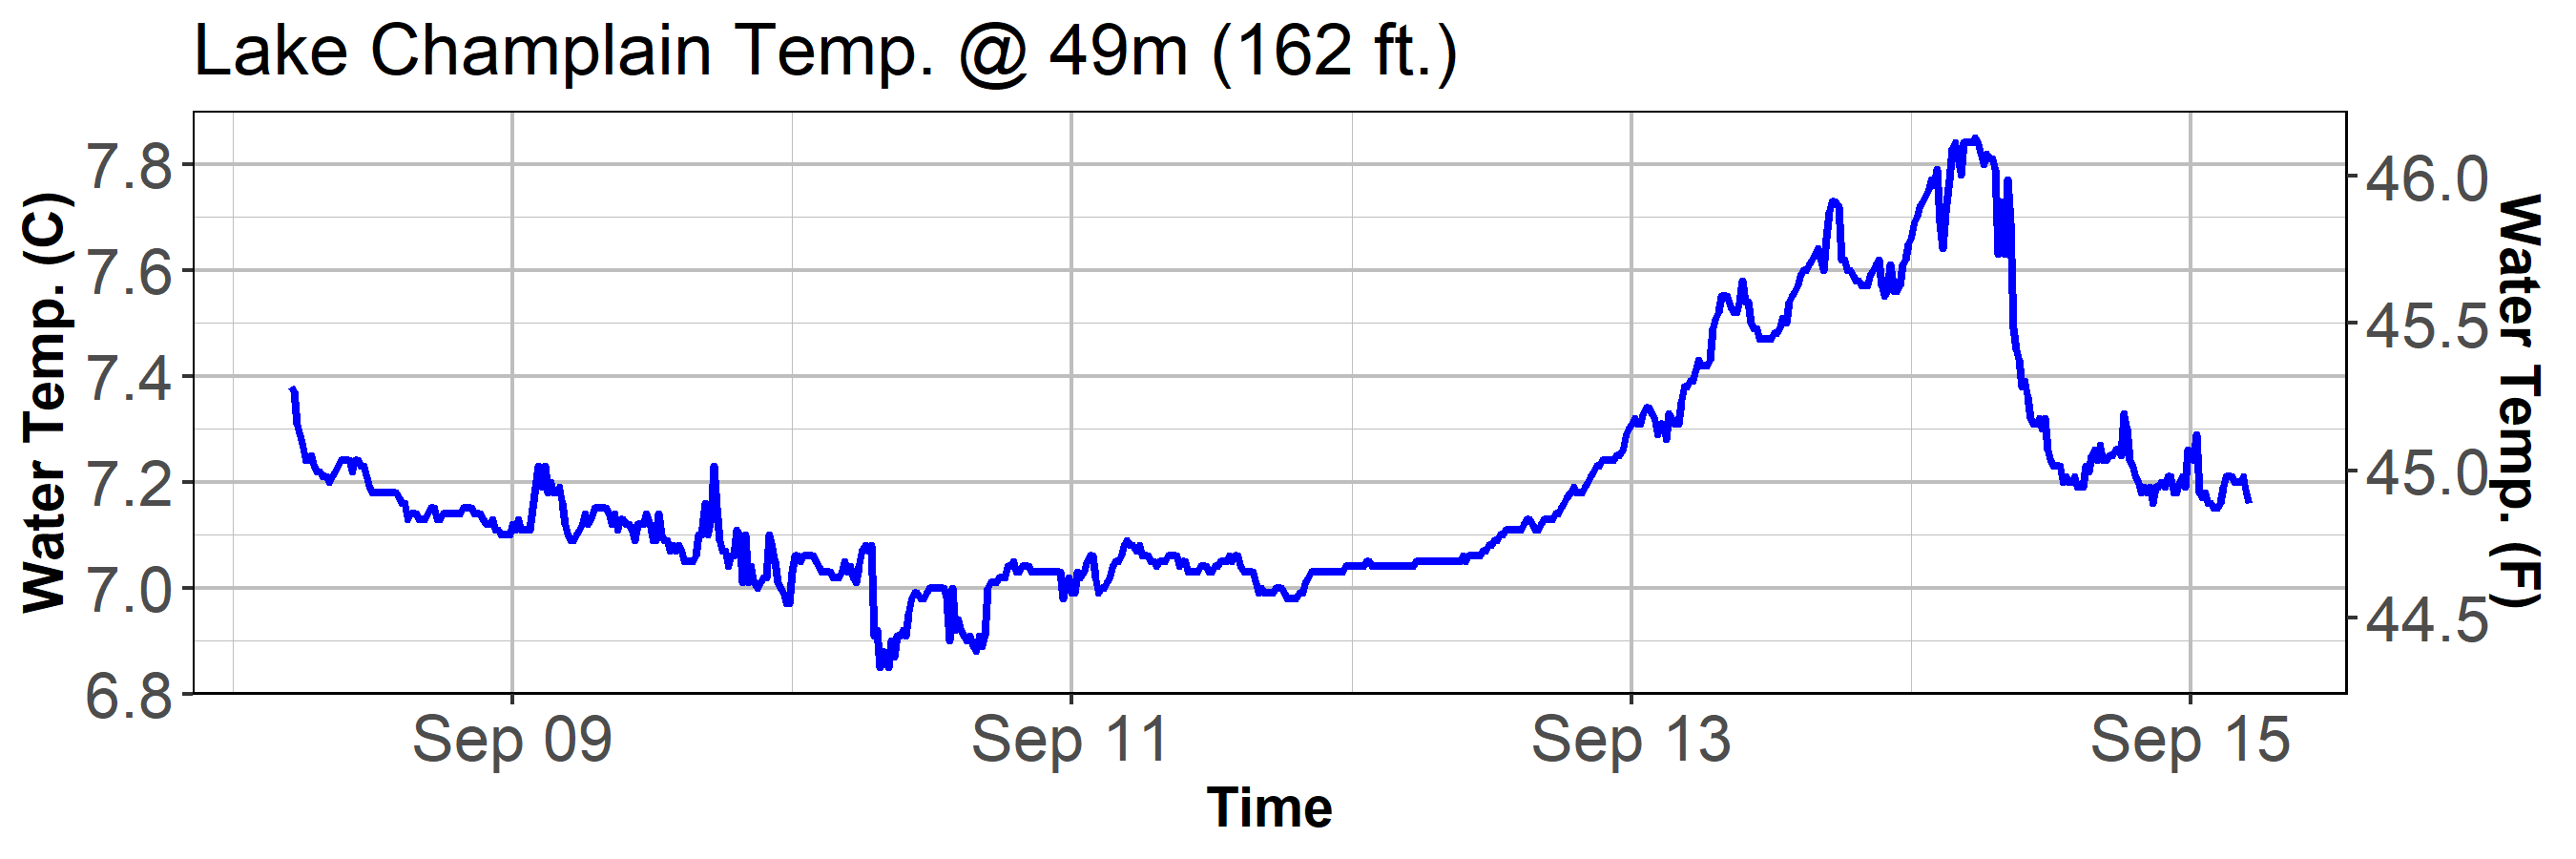 Lake Champlain Temp. @ 49m (162 ft.)
Water Temp. (C)
7.8
7.6
7.4
7.2
7.0
6.8
46.0
45.5
45.0
44.5
Water Temp. (F)
Sep 09 Sep 11 Sep 13 Sep 15
Time